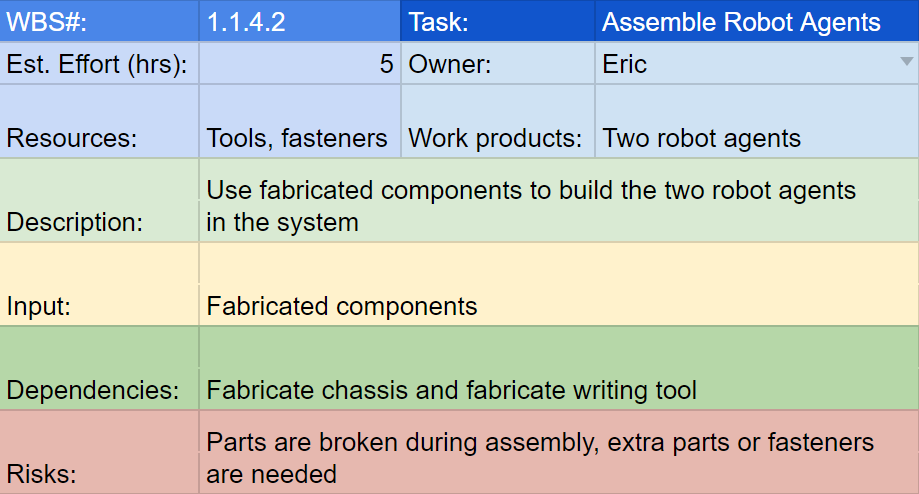 WBS#: 1.1.4.2 Task: Assemble Robot Agents
Est. Effort (hrs): 5 Owner: Eric
Resources: Tools, fasteners Work products: Two robot agents
Description: Use fabricated components to build the two robot agents
in the system
Input: Fabricated components
Dependencies: Fabricate chassis and fabricate writing tool
Risks: Parts are broken during assembly, extra parts or fasteners
are needed